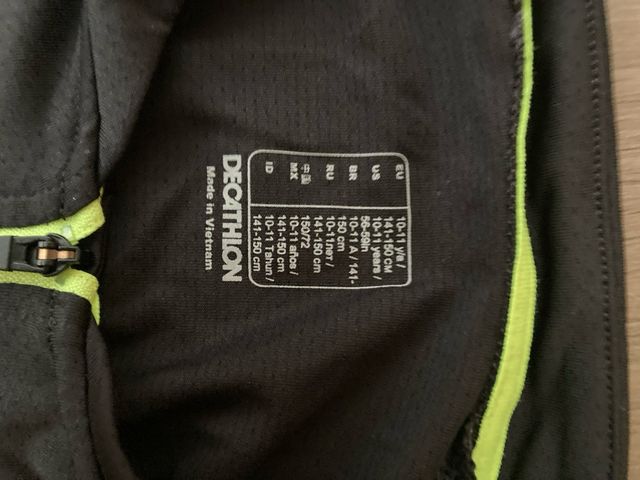 EU 10-11 y/a /
141-150 CM
US 10-11 years /
56-59in
BR 10-11 A / 141-
150 cm
RU 10-11лет /
141-150 cm
中国 150/72
MX 10-11 años /
141-150 cm
ID 10-11 Tahun /
141-150 cm
DECATHLON
Made in Vietnam